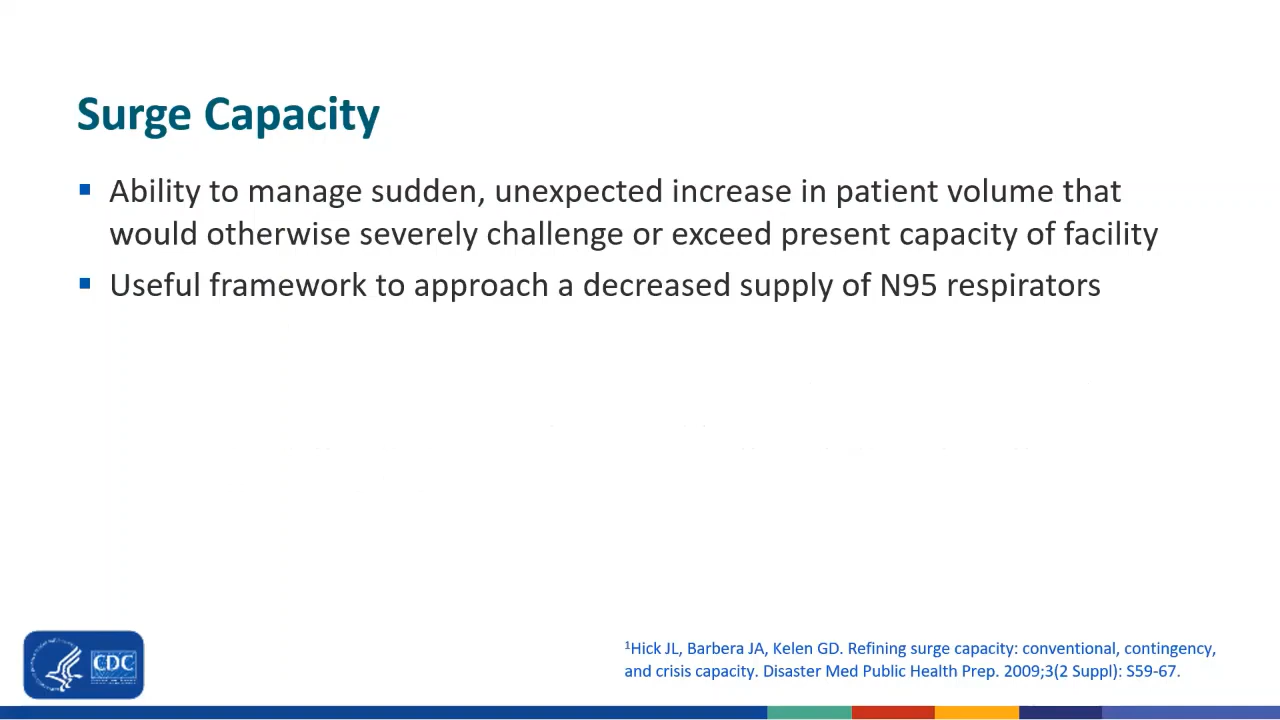 Surge Capacity
▪ Ability to manage sudden, unexpected increase in patient volume that
would otherwise severely challenge or exceed present capacity of facility
▪ Useful framework to approach a decreased supply of N95 respirators
¹Hick JL, Barbera JA, Kelen GD. Refining surge capacity: conventional, contingency,
and crisis capacity. Disaster Med Public Health Prep. 2009;3(2 Suppl): S59-67.
CDC